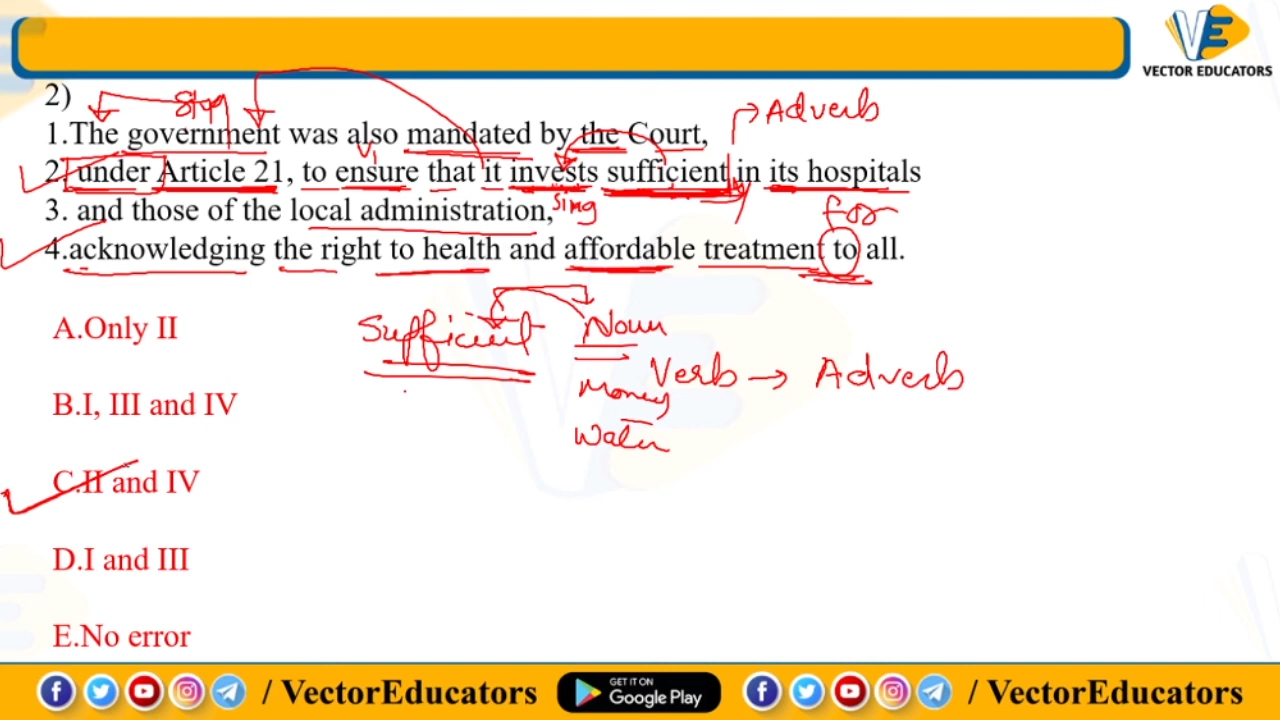 VE
VECTOR EDUCATORS
2)
Adverb
1.The government was also mandated by the Court,
V1
2. under Article 21, to ensure that it invests sufficient in its hospitals
ly
3. and those of the local administration,
Sing
for
4.acknowledging the right to health and affordable treatment to all.
A.Only II
Sufficient Noun
Verb → Adverb
Money
B.I, III and IV
Water
C.II and IV
D.I and III
E.No error
/ VectorEducators
GET IT ON
Google Play
/ VectorEducators